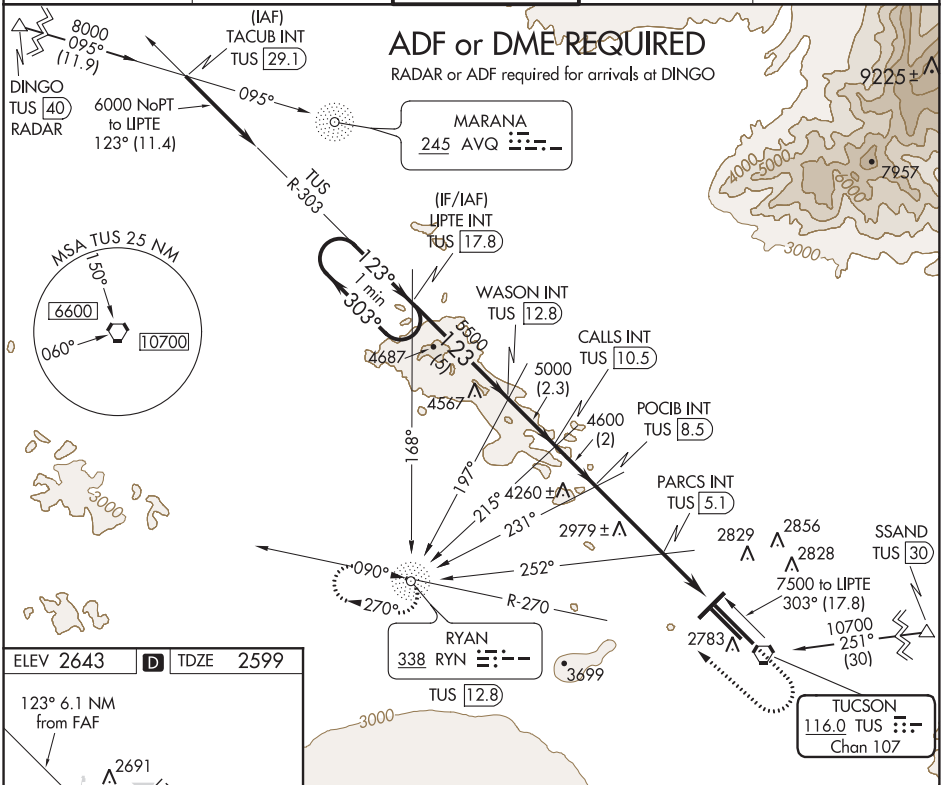 (IAF)
TACUB INT
TUS 29.1
8000
095°
(11.9)
DINGO
TUS 40
RADAR
6000 NoPT
to LIPTE
123° (11.4)
095°
ADF or DME REQUIRED
RADAR or ADF required for arrivals at DINGO
MARANA
245 AVQ
9225±
7957
4000
5000
6000
3000
TUS
R-303
(IF/IAF)
LIPTE INT
TUS 17.8
MSA TUS 25 NM
150°
6600
060°
10700
123°
1 min
303°
WASON INT
TUS 12.8
5500
123
(5)
4687
4567
CALLS INT
TUS 10.5
5000
(2.3)
4600
(2)
POCIB INT
TUS 8.5
168°
197°
215°
4260±
231°
2979±
PARCS INT
TUS 5.1
252°
2829
2856
2828
SSAND
TUS 30
3000
090°
270°
R-270
7500 to LIPTE
303° (17.8)
10700
251°
(30)
2783
RYAN
338 RYN
TUS 12.8
3699
TUCSON
116.0 TUS
Chan 107
3000
ELEV 2643 D TDZE 2599
123° 6.1 NM
from FAF
2691